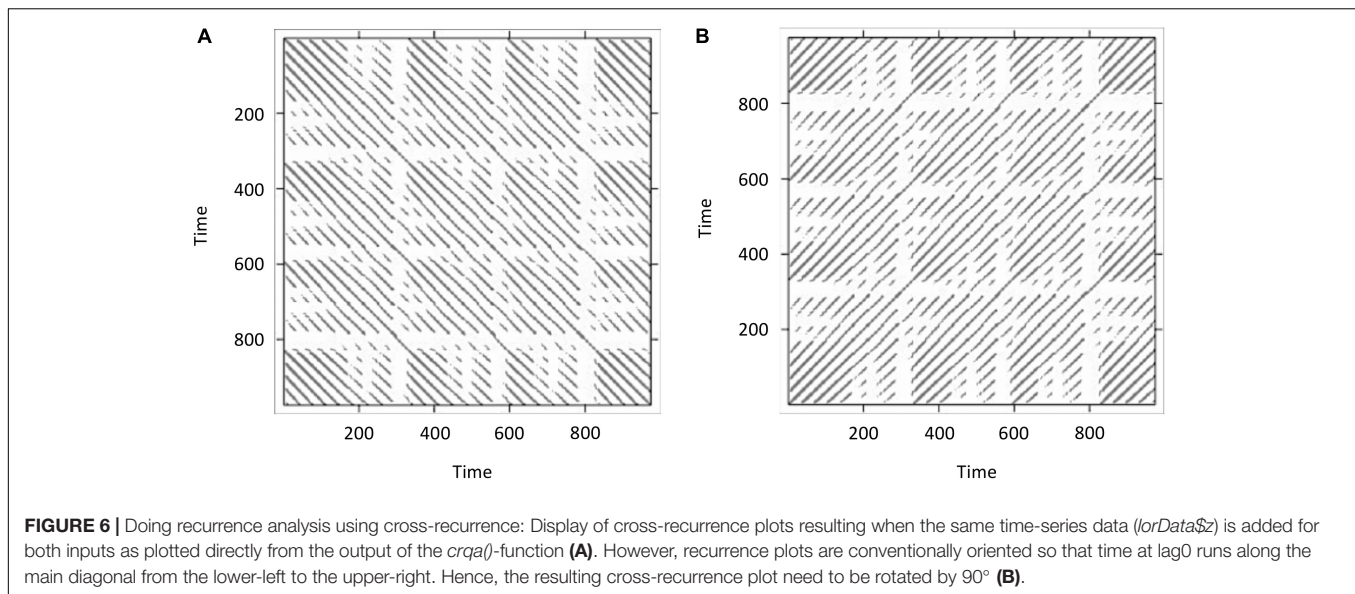 A
B
200
400
600
800
Time
200 400 600 800
Time
800
600
400
200
Time
200 400 600 800
Time
FIGURE 6 | Doing recurrence analysis using cross-recurrence: Display of cross-recurrence plots resulting when the same time-series data (lorData$z) is added for
both inputs as plotted directly from the output of the crqa()-function (A). However, recurrence plots are conventionally oriented so that time at lag0 runs along the
main diagonal from the lower-left to the upper-right. Hence, the resulting cross-recurrence plot need to be rotated by 90° (B).